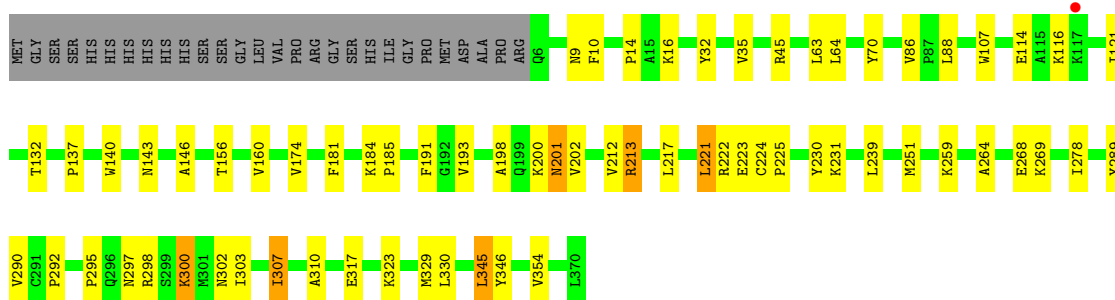 MET GLY SER SER HIS HIS HIS HIS HIS HIS SER SER GLY LEU VAL PRO ARG GLY SER HIS ILE GLY PRO MET ASP ALA PRO ARG Q6 N9 F10 P14 A15 K16 Y32 V35 R45 L63 L64 Y70 V86 P87 L88 W107 E114 A115 K116 K117
T132 P137 W140 N143 A146 T156 V160 V174 F181 K184 P185 F191 G192 V193 A198 Q199 K200 N201 V202 V212 R213 L217 L221 R222 E223 C224 P225 Y230 K231 L239 M251 K259 A264 E268 K269 I278
V290 C291 P292 P295 Q296 N297 R298 S299 K300 M301 N302 I303 I307 A310 E317 K323 M329 L330 L345 Y346 V354 L370